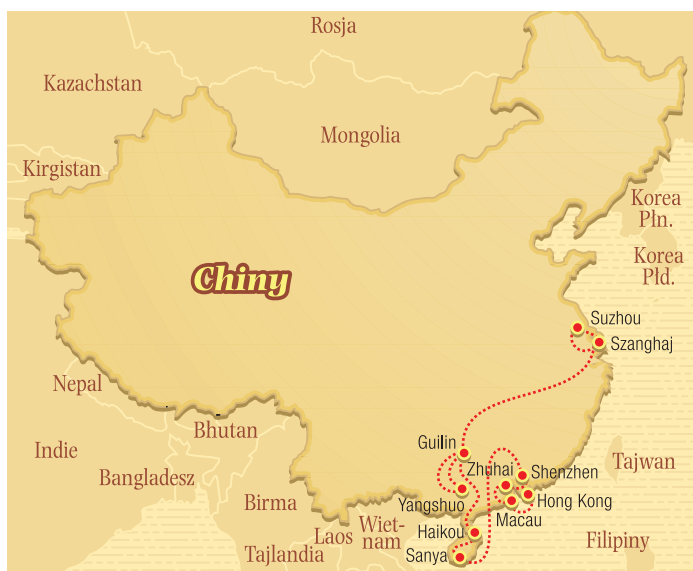 Rosja
Kazachstan
Mongolia
Kirgistan
Korea
Płn.
Korea
Płd.
Chiny
Suzhou
Szanghaj
Nepal
Bhutan
Guilin
Indie
Bangladesz
Zhuhai
Shenzhen
Tajwan
Birma
Yangshuo
Hong Kong
Macau
Laos
Wiet-
nam
Haikou
Filipiny
Tajlandia
Sanya